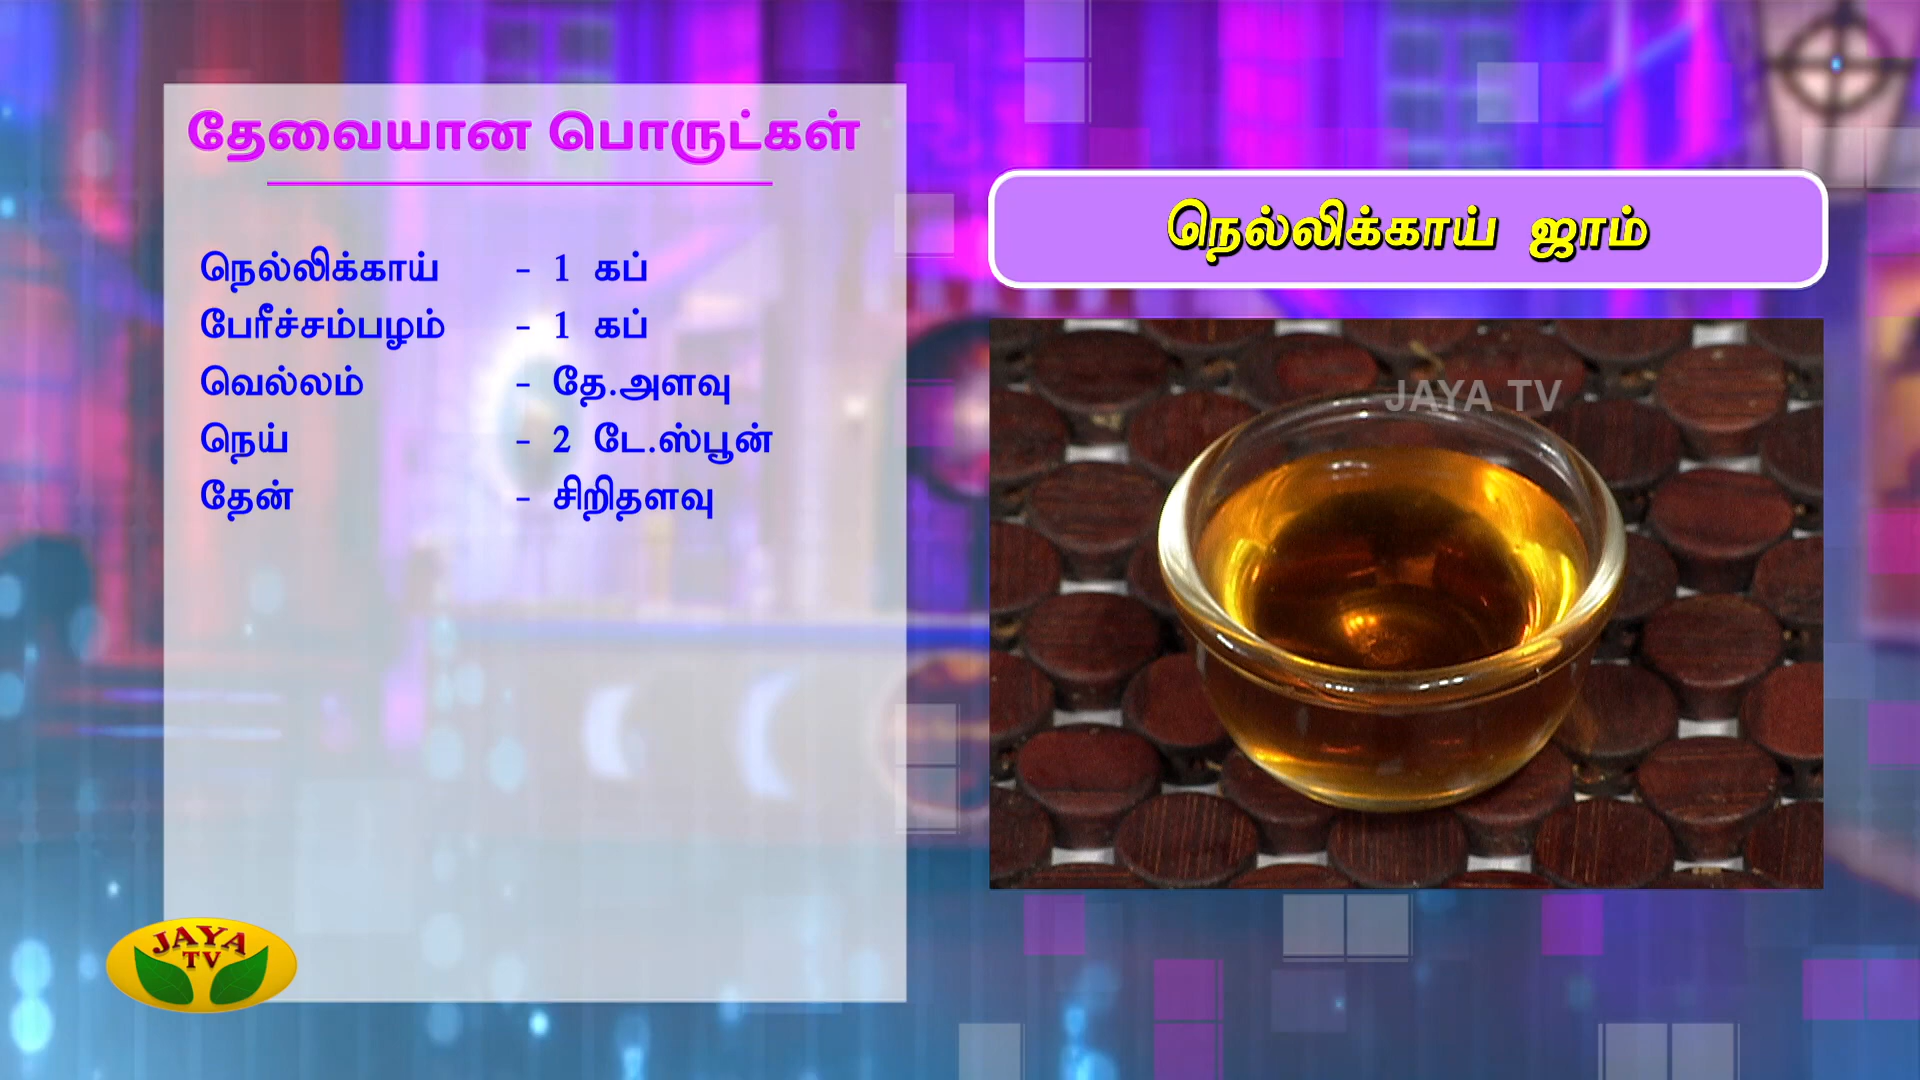 தேவையான பொருட்கள்
நெல்லிக்காய் - 1 கப்
பேரீச்சம்பழம் - 1 கப்
வெல்லம் - தே.அளவு
நெய் - 2 டே.ஸ்பூன்
தேன் - சிறிதளவு
நெல்லிக்காய் ஜாம்
JAYA TV
JAYA
TV